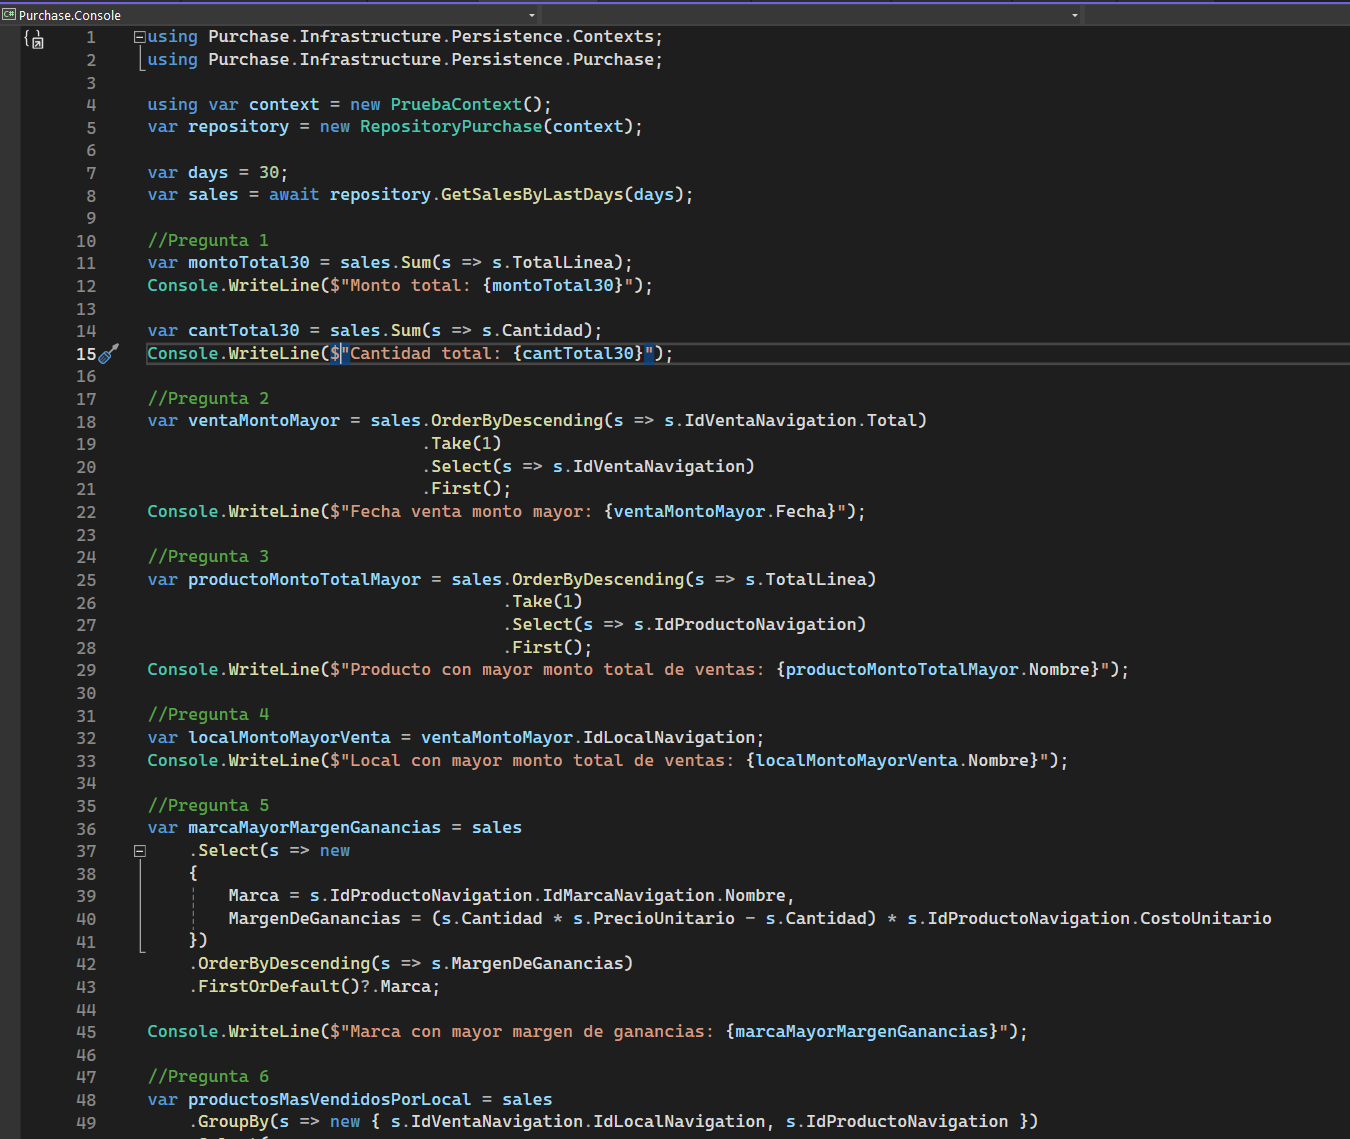 Purchase.Console
1 using Purchase.Infrastructure.Persistence.Contexts;
2 using Purchase.Infrastructure.Persistence.Purchase;
3
4 using var context = new PruebaContext();
5 var repository = new RepositoryPurchase(context);
6
7 var days = 30;
8 var sales = await repository.GetSalesByLastDays(days);
9
10 //Pregunta 1
11 var montoTotal30 = sales.Sum(s => s.TotalLinea);
12 Console.WriteLine($"Monto total: {montoTotal30}");
13
14 var cantTotal30 = sales.Sum(s => s.Cantidad);
15 Console.WriteLine($"Cantidad total: {cantTotal30}");
16
17 //Pregunta 2
18 var ventaMontoMayor = sales.OrderByDescending(s => s.IdVentaNavigation.Total)
19 .Take(1)
20 .Select(s => s.IdVentaNavigation)
21 .First();
22 Console.WriteLine($"Fecha venta monto mayor: {ventaMontoMayor.Fecha}");
23
24 //Pregunta 3
25 var productoMontoTotalMayor = sales.OrderByDescending(s => s.TotalLinea)
26 .Take(1)
27 .Select(s => s.IdProductoNavigation)
28 .First();
29 Console.WriteLine($"Producto con mayor monto total de ventas: {productoMontoTotalMayor.Nombre}");
30
31 //Pregunta 4
32 var localMontoMayorVenta = ventaMontoMayor.IdLocalNavigation;
33 Console.WriteLine($"Local con mayor monto total de ventas: {localMontoMayorVenta.Nombre}");
34
35 //Pregunta 5
36 var marcaMayorMargenGanancias = sales
37 .Select(s => new
38 {
39 Marca = s.IdProductoNavigation.IdMarcaNavigation.Nombre,
40 MargenDeGanancias = (s.Cantidad * s.PrecioUnitario - s.Cantidad) * s.IdProductoNavigation.CostoUnitario
41 })
42 .OrderByDescending(s => s.MargenDeGanancias)
43 .FirstOrDefault()?.Marca;
44
45 Console.WriteLine($"Marca con mayor margen de ganancias: {marcaMayorMargenGanancias}");
46
47 //Pregunta 6
48 var productosMasVendidosPorLocal = sales
49 .GroupBy(s => new { s.IdVentaNavigation.IdLocalNavigation, s.IdProductoNavigation })